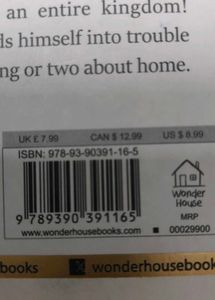 an entire kingdom!
ds himself into trouble
ng or two about home.
UK £ 7.99 CAN $ 12.99 US $ 8.99
ISBN: 978-93-90391-16-5
9 789390 391165
Wonder
House
MRP
www.wonderhousebooks.com ■ 00029900
books wonderhousebook